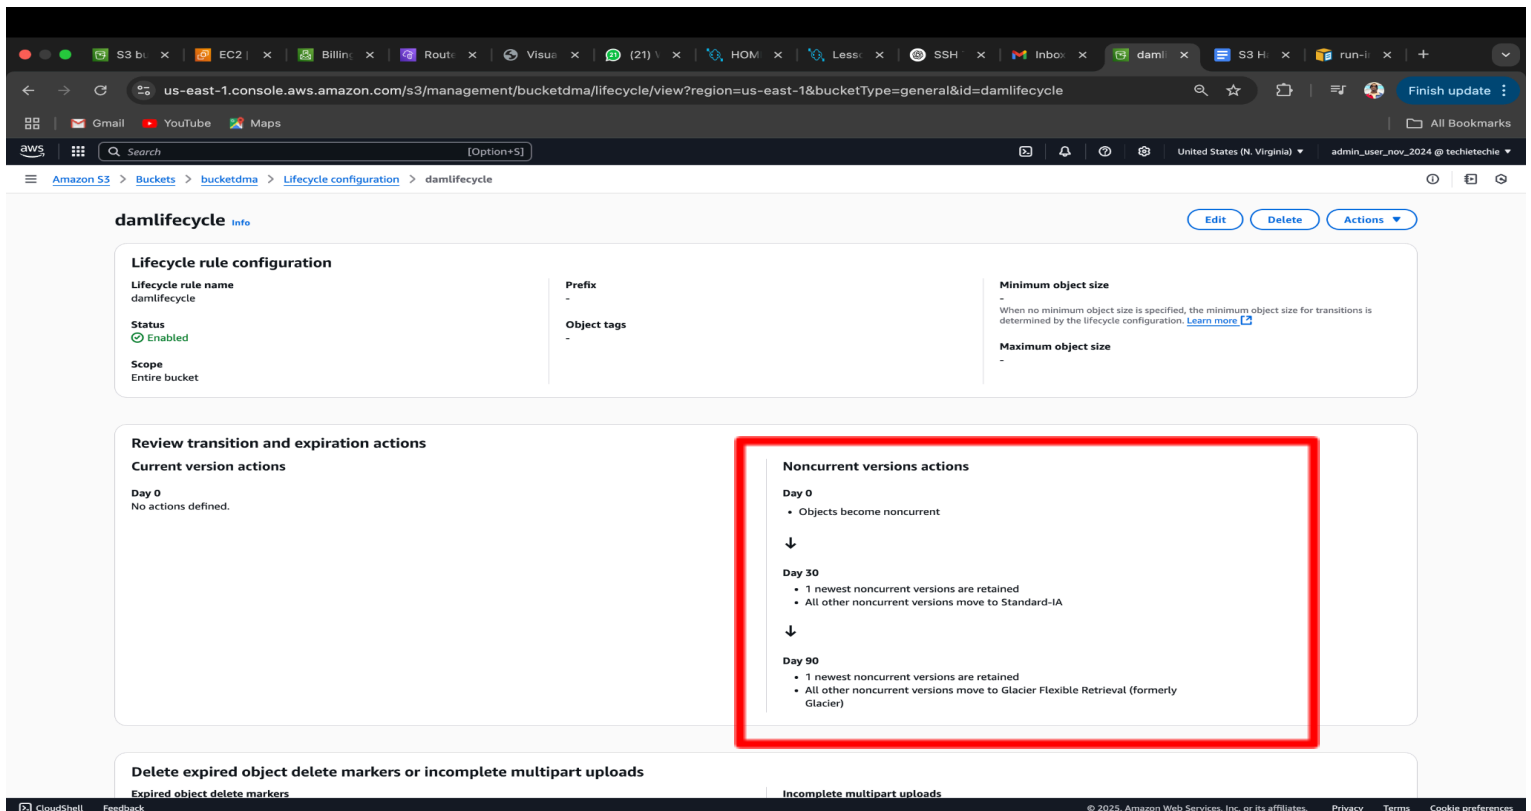 S3 bu
EC2 |
Billing
Route
Visua
(21) W
HOM
Lesso
SSH
Inbox
damli
S3 Ha
run-in
us-east-1.console.aws.amazon.com/s3/management/bucketdma/lifecycle/view?region=us-east-1&bucketType=general&id=damlifecycle
Finish update
Gmail
YouTube
Maps
All Bookmarks
aws
Search
[Option+S]
United States (N. Virginia)
admin_user_nov_2024 @ techietechie
Amazon S3 > Buckets > bucketdma > Lifecycle configuration > damlifecycle
damlifecycle Info
Edit
Delete
Actions
Lifecycle rule configuration
Lifecycle rule name
damlifecycle
Status
Enabled
Scope
Entire bucket
Prefix
-
Object tags
-
Minimum object size
-
When no minimum object size is specified, the minimum object size for transitions is
determined by the lifecycle configuration. Learn more
Maximum object size
-
Review transition and expiration actions
Current version actions
Day 0
No actions defined.
Noncurrent versions actions
Day 0
• Objects become noncurrent
↓
Day 30
• 1 newest noncurrent versions are retained
• All other noncurrent versions move to Standard-IA
↓
Day 90
• 1 newest noncurrent versions are retained
• All other noncurrent versions move to Glacier Flexible Retrieval (formerly
Glacier)
Delete expired object delete markers or incomplete multipart uploads
Expired object delete markers
Incomplete multipart uploads
CloudShell
Feedback
© 2025, Amazon Web Services, Inc. or its affiliates.
Privacy
Terms
Cookie preferences